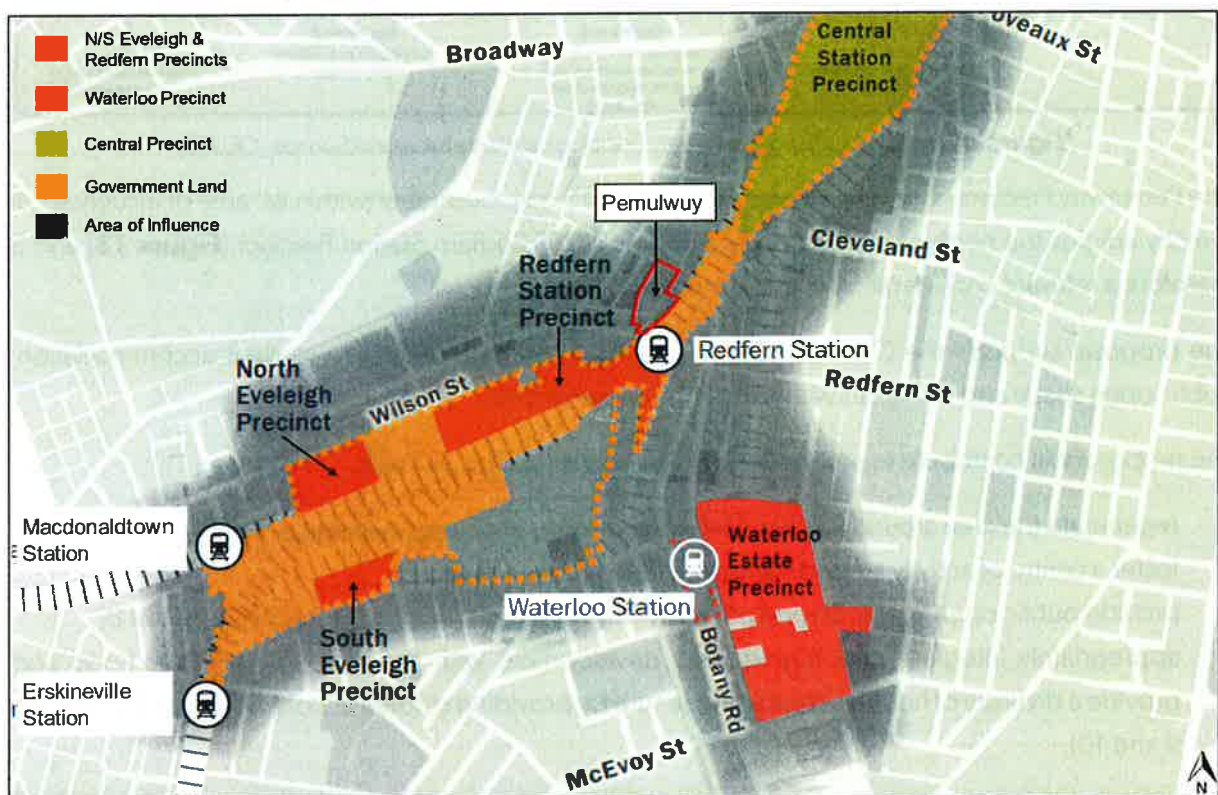 N/S Eveleigh &
Redfern Precincts
Waterloo Precinct
Central Precinct
Government Land
Area of Influence
Broadway
Central
Station
Precinct
oveaux St
Pemulwuy
Cleveland St
Redfern
Station
Precinct
Redfern Station
Redfern St
North
Eveleigh
Precinct
Wilson St
Macdonaldtown
Station
Waterloo
Estate
Precinct
Waterloo Station
South
Eveleigh
Precinct
Botany Rd
Erskineville
Station
McEvoy St
N